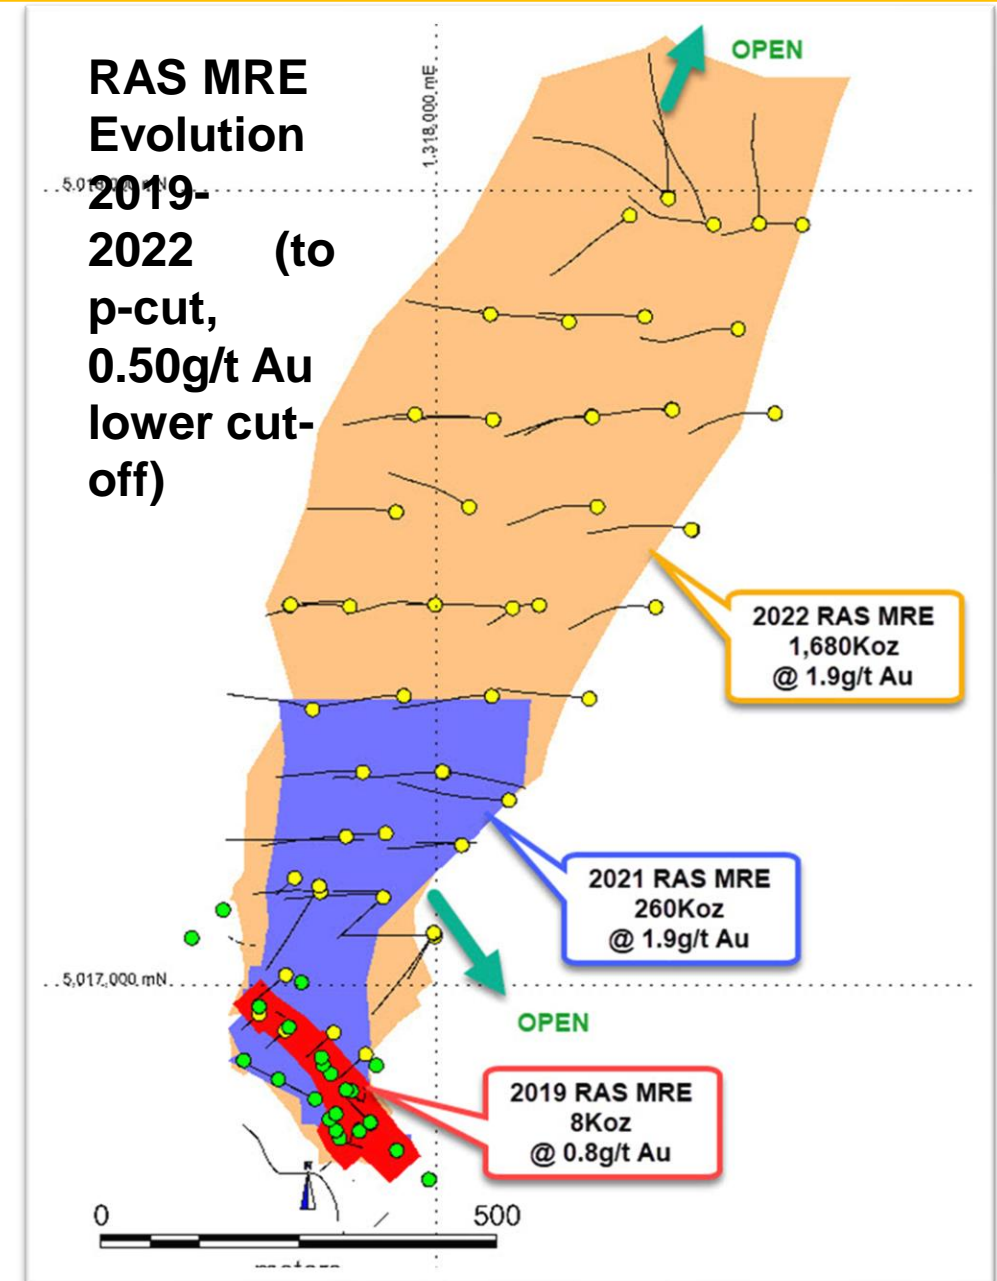 RAS MRE
Evolution
2019-
2022 (to
p-cut,
0.50g/t Au
lower cut-
off)
OPEN
1,318,000 mE
2022 RAS MRE
1,680Koz
@ 1.9g/t Au
2021 RAS MRE
260Koz
@ 1.9g/t Au
5,017,000 mN
OPEN
2019 RAS MRE
8Koz
@ 0.8g/t Au
N
0 500